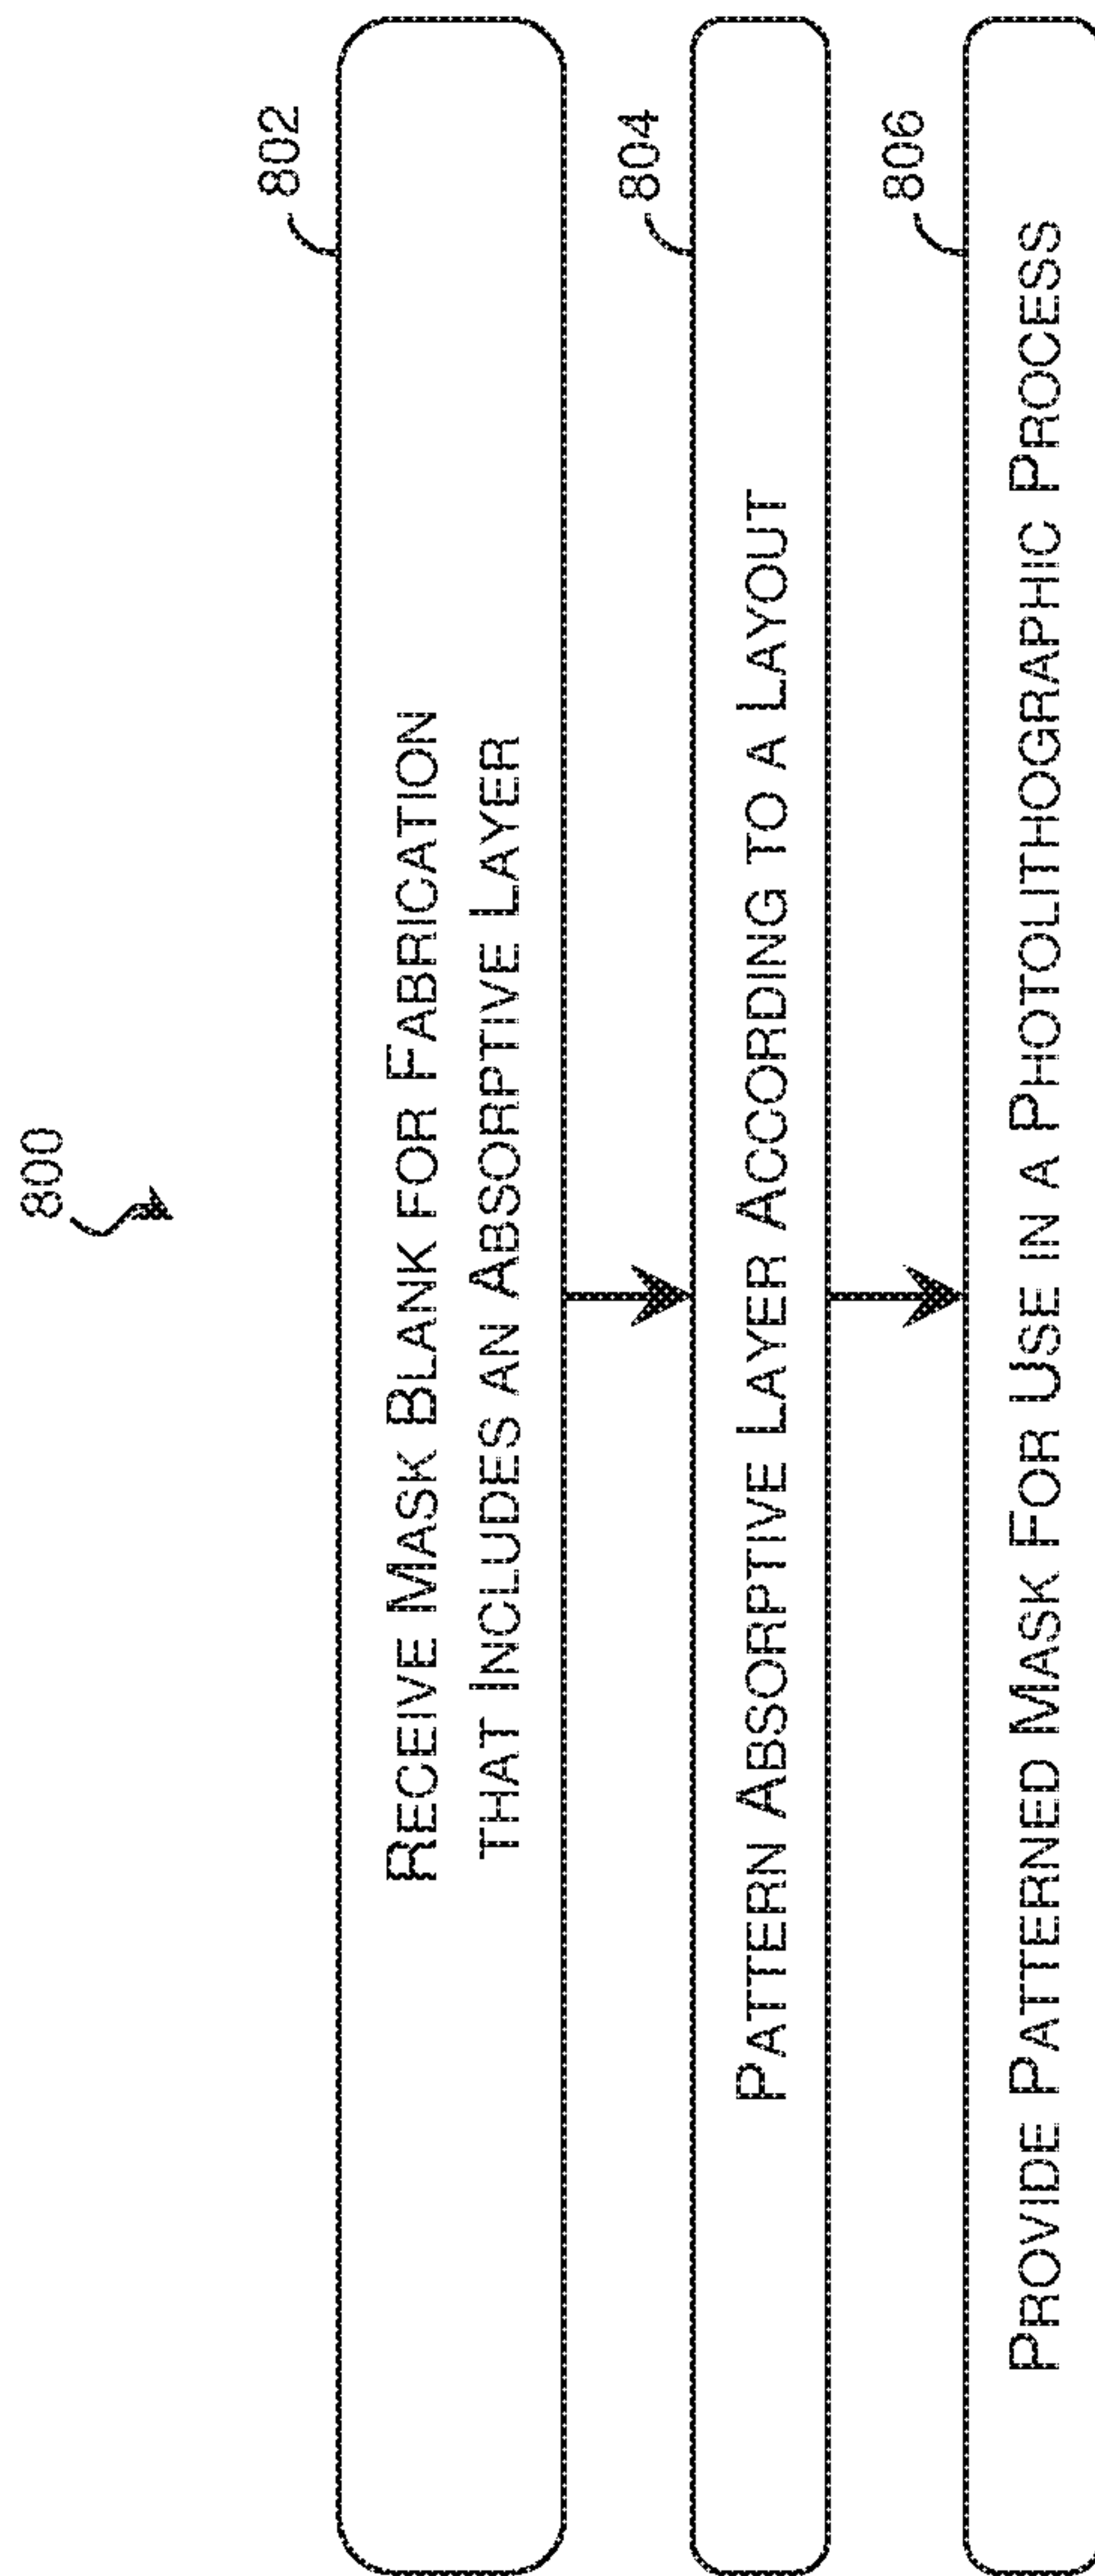 800
802
RECEIVE MASK BLANK FOR FABRICATION
THAT INCLUDES AN ABSORPTIVE LAYER
804
PATTERN ABSORPTIVE LAYER ACCORDING TO A LAYOUT
806
PROVIDE PATTERNED MASK FOR USE IN A PHOTOLITHOGRAPHIC PROCESS